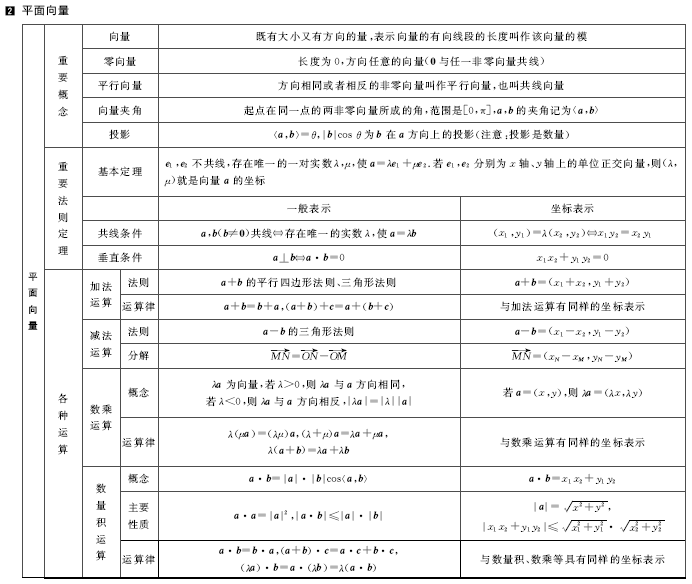 2 平面向量
平面向量
重要概念
向量 既有大小又有方向的量,表示向量的有向线段的长度叫作该向量的模
零向量 长度为0,方向任意的向量(0与任一非零向量共线)
平行向量 方向相同或者相反的非零向量叫作平行向量,也叫共线向量
向量夹角 起点在同一点的两非零向量所成的角,范围是[0,π],a,b的夹角记为⟨a,b⟩
投影 ⟨a,b⟩=θ,|b|cos θ为b在a方向上的投影(注意:投影是数量)
重要法则定理
基本定理 e₁,e₂不共线,存在唯一的一对实数λ,μ,使a=λe₁+μe₂.若e₁,e₂分别为x轴、y轴上的单位正交向量,则(λ,
μ)就是向量a的坐标
一般表示 坐标表示
共线条件 a,b(b≠0)共线⇔存在唯一的实数λ,使a=λb (x₁,y₁)=λ(x₂,y₂)⇔x₁y₂=x₂y₁
垂直条件 a⊥b⇔a·b=0 x₁x₂+y₁y₂=0
各种运算
加法运算
法则 a+b的平行四边形法则、三角形法则 a+b=(x₁+x₂,y₁+y₂)
运算律 a+b=b+a,(a+b)+c=a+(b+c) 与加法运算有同样的坐标表示
减法运算
法则 a-b的三角形法则 a-b=(x₁-x₂,y₁-y₂)
分解 MN→=ON→-OM→ MN→=(x_N-x_M,y_N-y_M)
数乘运算
概念 λa为向量,若λ>0,则λa与a方向相同,
若λ<0,则λa与a方向相反,|λa|=|λ||a| 若a=(x,y),则λa=(λx,λy)
运算律 λ(μa)=(λμ)a,(λ+μ)a=λa+μa,
λ(a+b)=λa+λb 与数乘运算有同样的坐标表示
数量积运算
概念 a·b=|a|·|b|cos⟨a,b⟩ a·b=x₁x₂+y₁y₂
主要性质 a·a=|a|²,|a·b|≤|a|·|b| |a|=√(x²+y²),
|x₁x₂+y₁y₂|≤√(x₁²+y₁²)·√(x₂²+y₂²)
运算律 a·b=b·a,(a+b)·c=a·c+b·c,
(λa)·b=a·(λb)=λ(a·b) 与数量积、数乘等具有同样的坐标表示